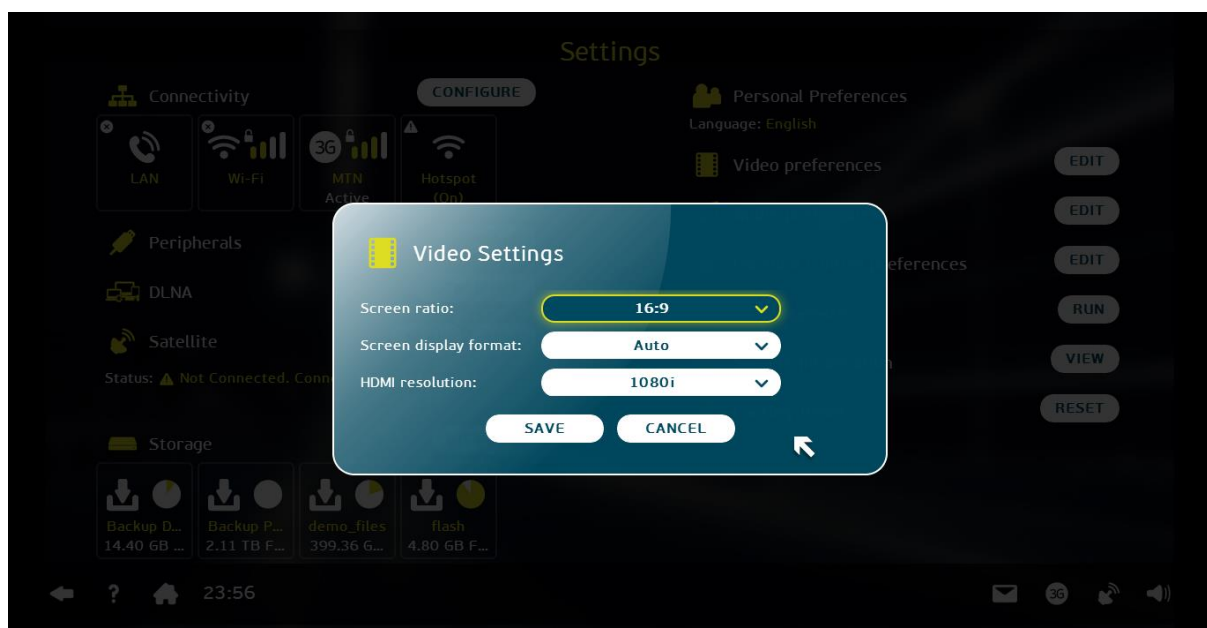 Settings
Connectivity
CONFIGURE
LAN
Wi-Fi
3G
MTN
Active
Hotspot
(On)
Peripherals
DLNA
Satellite
Status: Not Connected.
Storage
Backup D...
14.40 GB ...
Backup P...
2.11 TB F...
demo_files
399.36 G...
flash
4.80 GB F...
Personal Preferences
Language: English
Video preferences
EDIT
EDIT
eferences
EDIT
RUN
VIEW
RESET
Video Settings
Screen ratio: 16:9
Screen display format: Auto
HDMI resolution: 1080i
SAVE CANCEL
? 23:56
3G